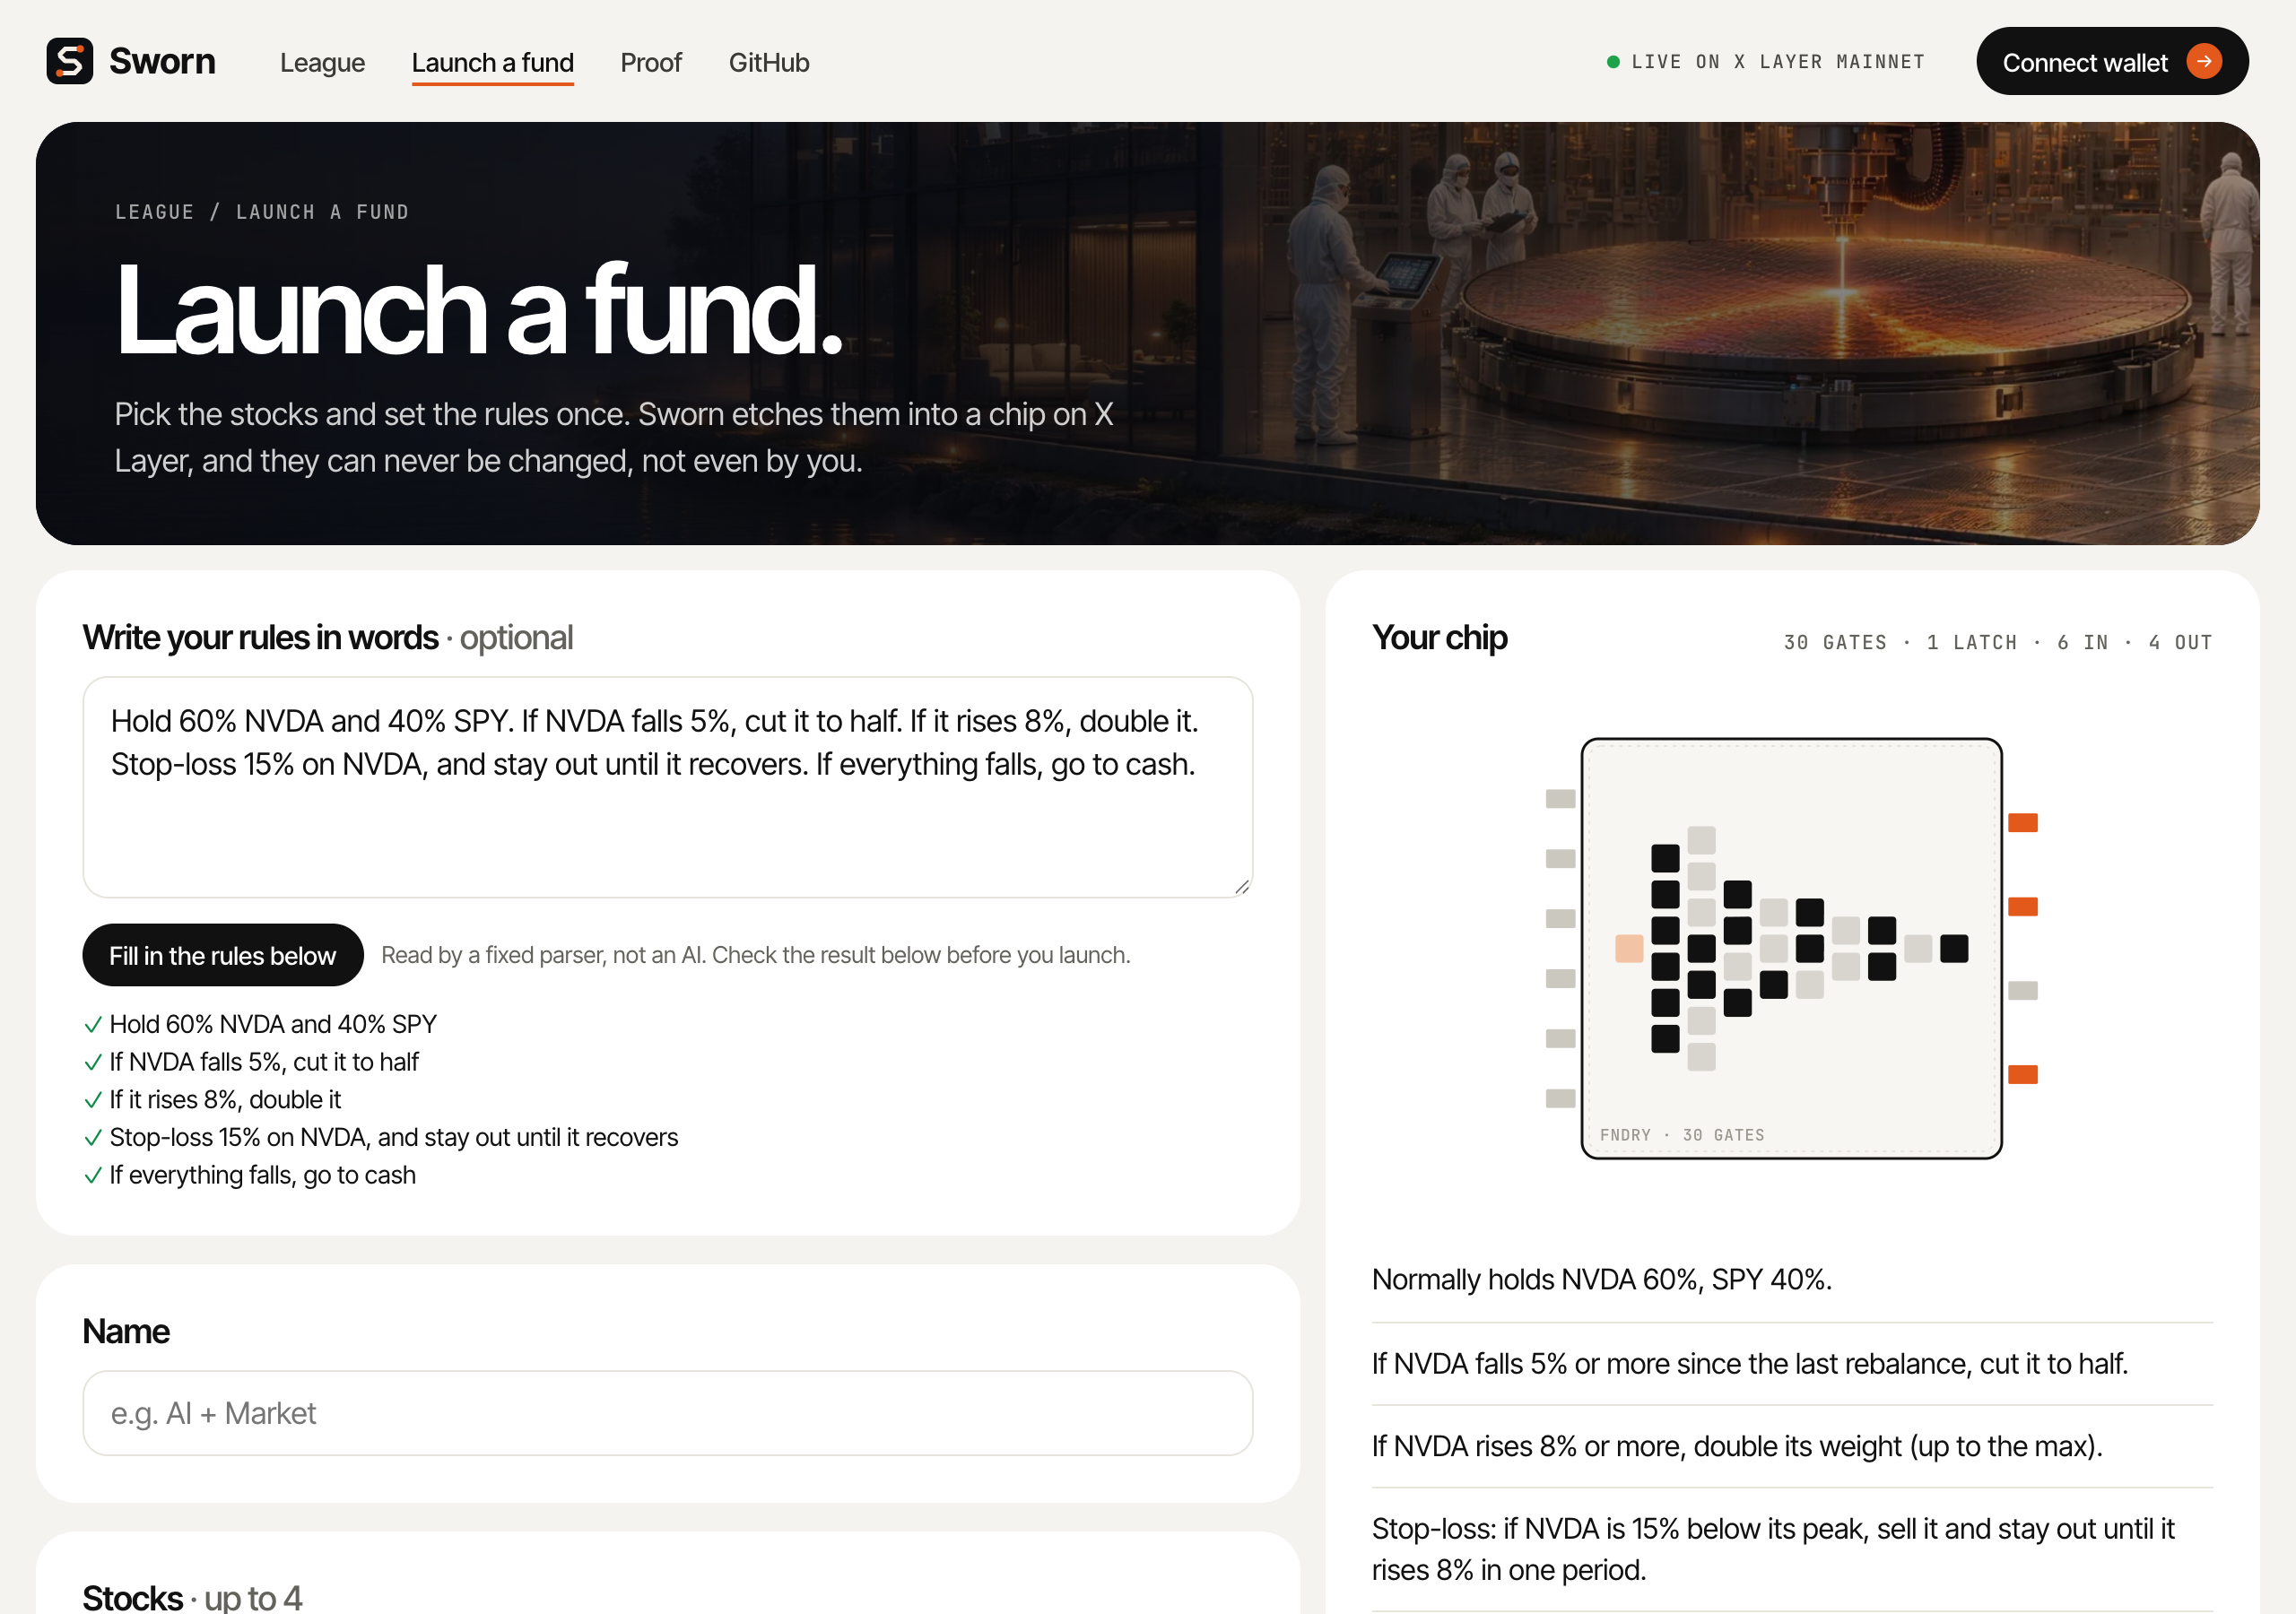 Sworn
League
Launch a fund
Proof
GitHub
LIVE ON X LAYER MAINNET
Connect wallet
LEAGUE / LAUNCH A FUND
Launch a fund.
Pick the stocks and set the rules once. Sworn etches them into a chip on X
Layer, and they can never be changed, not even by you.
Write your rules in words · optional
Hold 60% NVDA and 40% SPY. If NVDA falls 5%, cut it to half. If it rises 8%, double it.
Stop-loss 15% on NVDA, and stay out until it recovers. If everything falls, go to cash.
Fill in the rules below
Read by a fixed parser, not an AI. Check the result below before you launch.
✓ Hold 60% NVDA and 40% SPY
✓ If NVDA falls 5%, cut it to half
✓ If it rises 8%, double it
✓ Stop-loss 15% on NVDA, and stay out until it recovers
✓ If everything falls, go to cash
Name
e.g. AI + Market
Stocks · up to 4
Your chip
30 GATES · 1 LATCH · 6 IN · 4 OUT
FNDRY · 30 GATES
Normally holds NVDA 60%, SPY 40%.
If NVDA falls 5% or more since the last rebalance, cut it to half.
If NVDA rises 8% or more, double its weight (up to the max).
Stop-loss: if NVDA is 15% below its peak, sell it and stay out until it
rises 8% in one period.